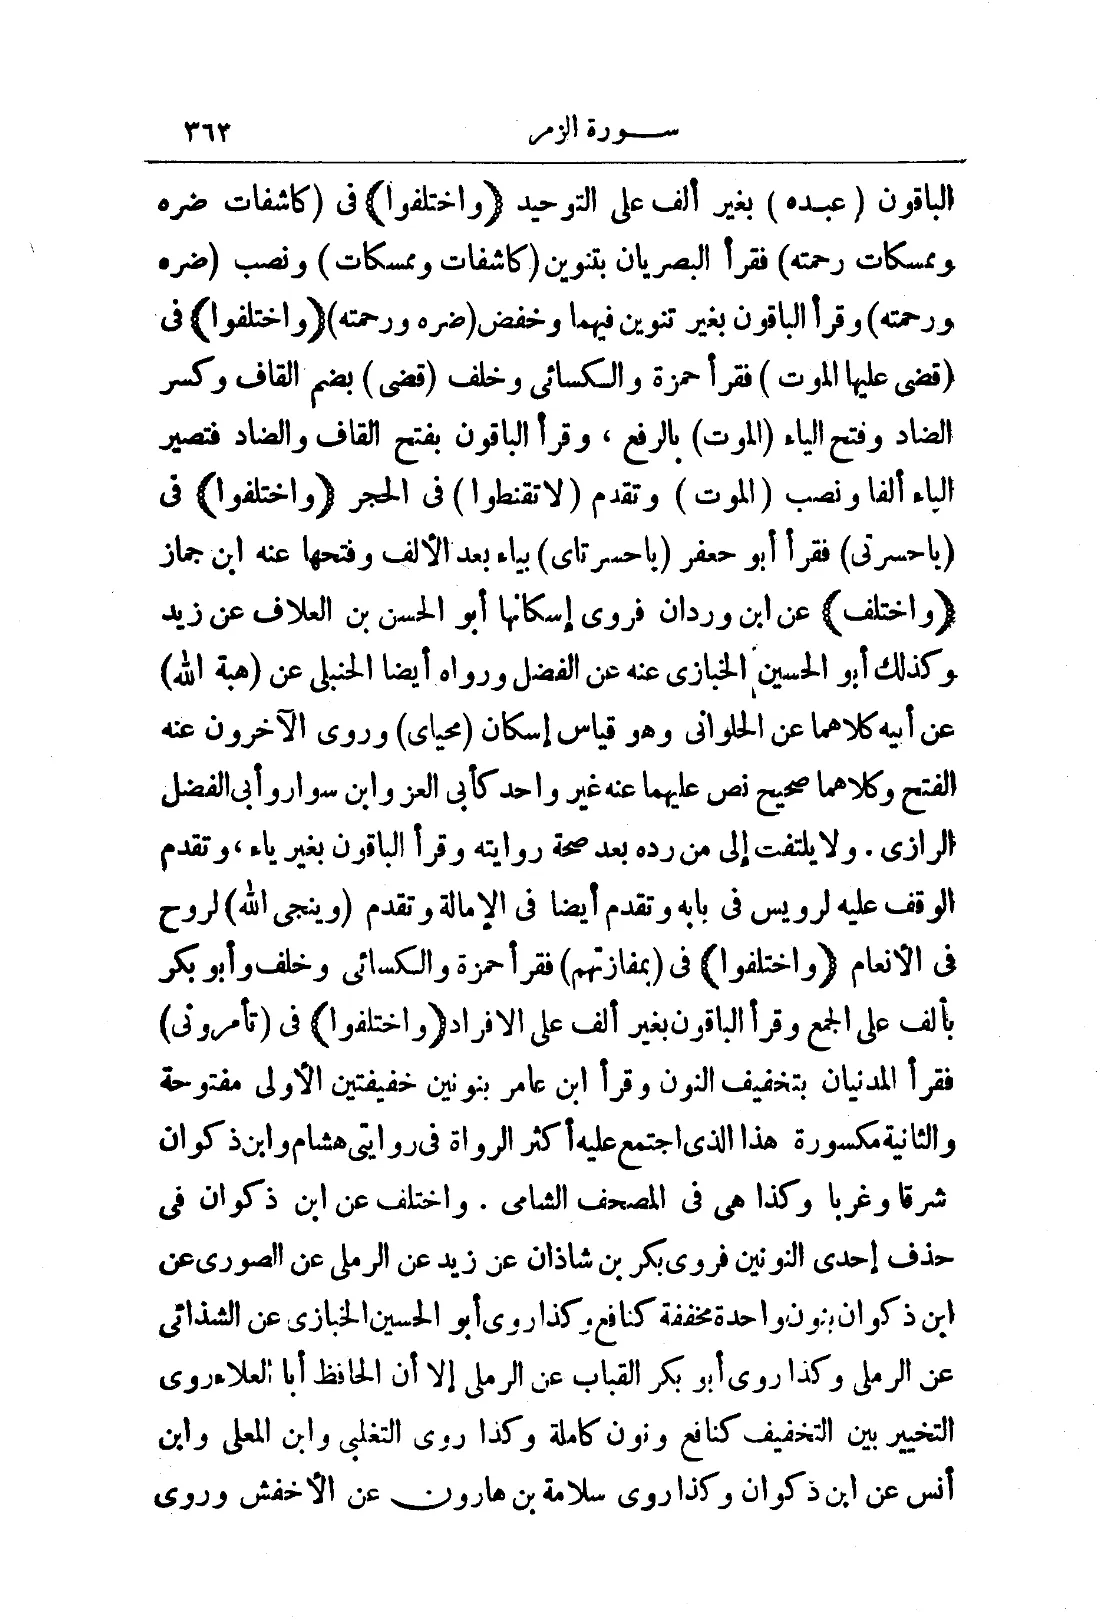 سورة الزمر ٣٦٣
الباقون (عبده) بغير ألف على التوحيد ﴿واختلفوا﴾ فى (كاشفات ضره
وممسكات رحمته) فقرأ البصريان بتنوين (كاشفات وممسكات) ونصب (ضره
ورحمته) وقرأ الباقون بغير تنوين فيهما وخفض (ضره ورحمته) ﴿واختلفوا﴾ فى
(قضى عليها الموت) فقرأ حمزة والكسائى وخلف (قضى) بضم القاف وكسر
الضاد وفتح الياء (الموت) بالرفع ، وقرأ الباقون بفتح القاف والضاد فتصير
الياء ألفا ونصب (الموت) وتقدم (لا تقنطوا) فى الحجر ﴿واختلفوا﴾ فى
(ياحسرتى) فقرأ أبو جعفر (ياحسرتاى) بياء بعد الألف وفتحها عنه ابن جماز
﴿واختلف﴾ عن ابن وردان فروى إسكانها أبو الحسن بن العلاف عن زيد
وكذلك أبو الحسين الخبازى عنه عن الفضل ورواه أيضا الحنبلى عن (هبة الله)
عن أبيه كلاهما عن الحلوانى وهو قياس إسكان (محياى) وروى الآخرون عنه
الفتح وكلاهما صحيح نص عليهما عنه غير واحد كأبى العز وابن سوار وأبى الفضل
الرازى . ولا يلتفت إلى من رده بعد صحة روايته وقرأ الباقون بغير ياء ، وتقدم
الوقف عليه لرويس فى بابه وتقدم أيضا فى الإمالة وتقدم (وينجى الله) لروح
فى الأنعام ﴿واختلفوا﴾ فى (بمفازتهم) فقرأ حمزة والكسائى وخلف وأبو بكر
بألف على الجمع وقرأ الباقون بغير ألف على الافراد ﴿واختلفوا﴾ فى (تأمرونى)
فقرأ المدنيان بتخفيف النون وقرأ ابن عامر بنونين خفيفتين الأولى مفتوحة
والثانية مكسورة هذا الذى اجتمع عليه أكثر الرواة فى روايتى هشام وابن ذكوان
شرقا وغربا وكذا هى فى المصحف الشامى . واختلف عن ابن ذكوان فى
حذف إحدى النونين فروى بكر بن شاذان عن زيد عن الرملى عن الصورى عن
ابن ذكوان بنون واحدة مخففة كنافع وكذا روى أبو الحسين الخبازى عن الشذائى
عن الرملى وكذا روى أبو بكر القباب عن الرملى إلا أن الحافظ أبا العلاء روى
التخيير بين التخفيف كنافع ونون كاملة وكذا روى التغلبى وابن المعلى وابن
أنس عن ابن ذكوان وكذا روى سلامة بن هارون عن الأخفش وروى